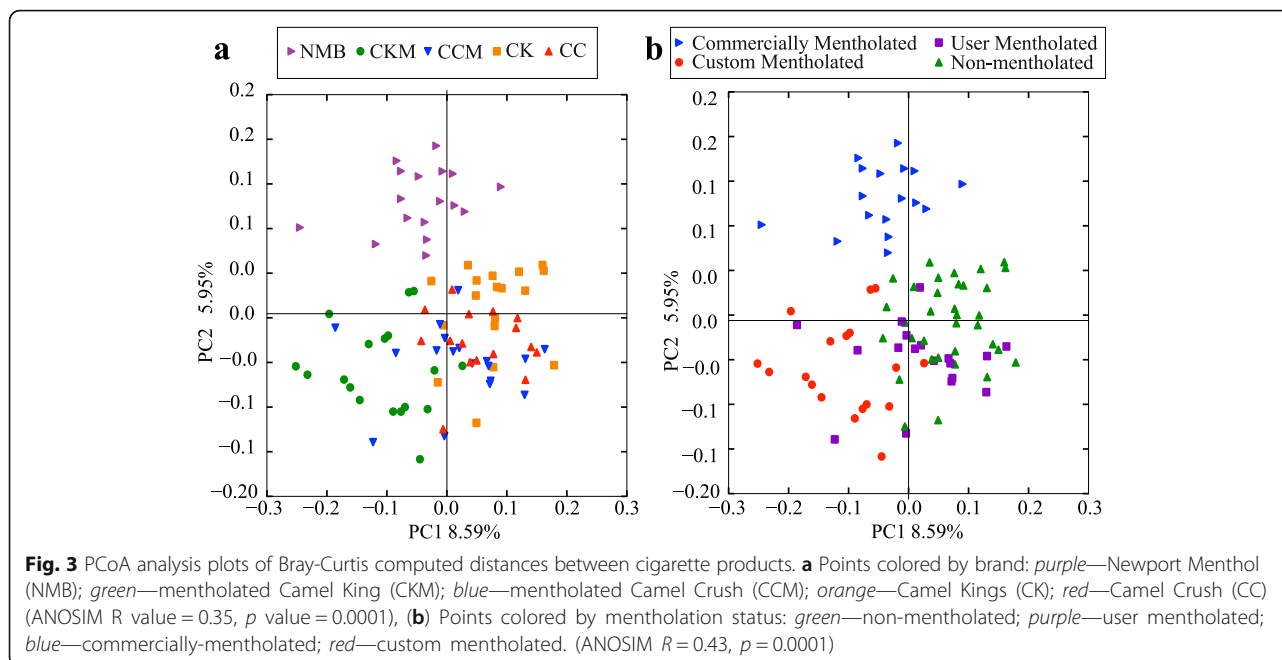 a
NMB CKM CCM CK CC
0.2
0.2
0.1
0.1
0.0
0.0
−0.0
−0.1
−0.1
−0.20
PC2 5.95%
−0.3 −0.2 −0.1 0.0 0.1 0.2 0.3
PC1 8.59%
b
Commercially Mentholated User Mentholated
Custom Mentholated Non-mentholated
0.2
0.2
0.1
0.1
0.0
0.0
−0.0
−0.1
−0.1
−0.20
PC2 5.95%
−0.3 −0.2 −0.1 0.0 0.1 0.2 0.3
PC1 8.59%
Fig. 3 PCoA analysis plots of Bray-Curtis computed distances between cigarette products. a Points colored by brand: purple—Newport Menthol
(NMB); green—mentholated Camel King (CKM); blue—mentholated Camel Crush (CCM); orange—Camel Kings (CK); red—Camel Crush (CC)
(ANOSIM R value = 0.35, p value = 0.0001), (b) Points colored by mentholation status: green—non-mentholated; purple—user mentholated;
blue—commercially-mentholated; red—custom mentholated. (ANOSIM R = 0.43, p = 0.0001)